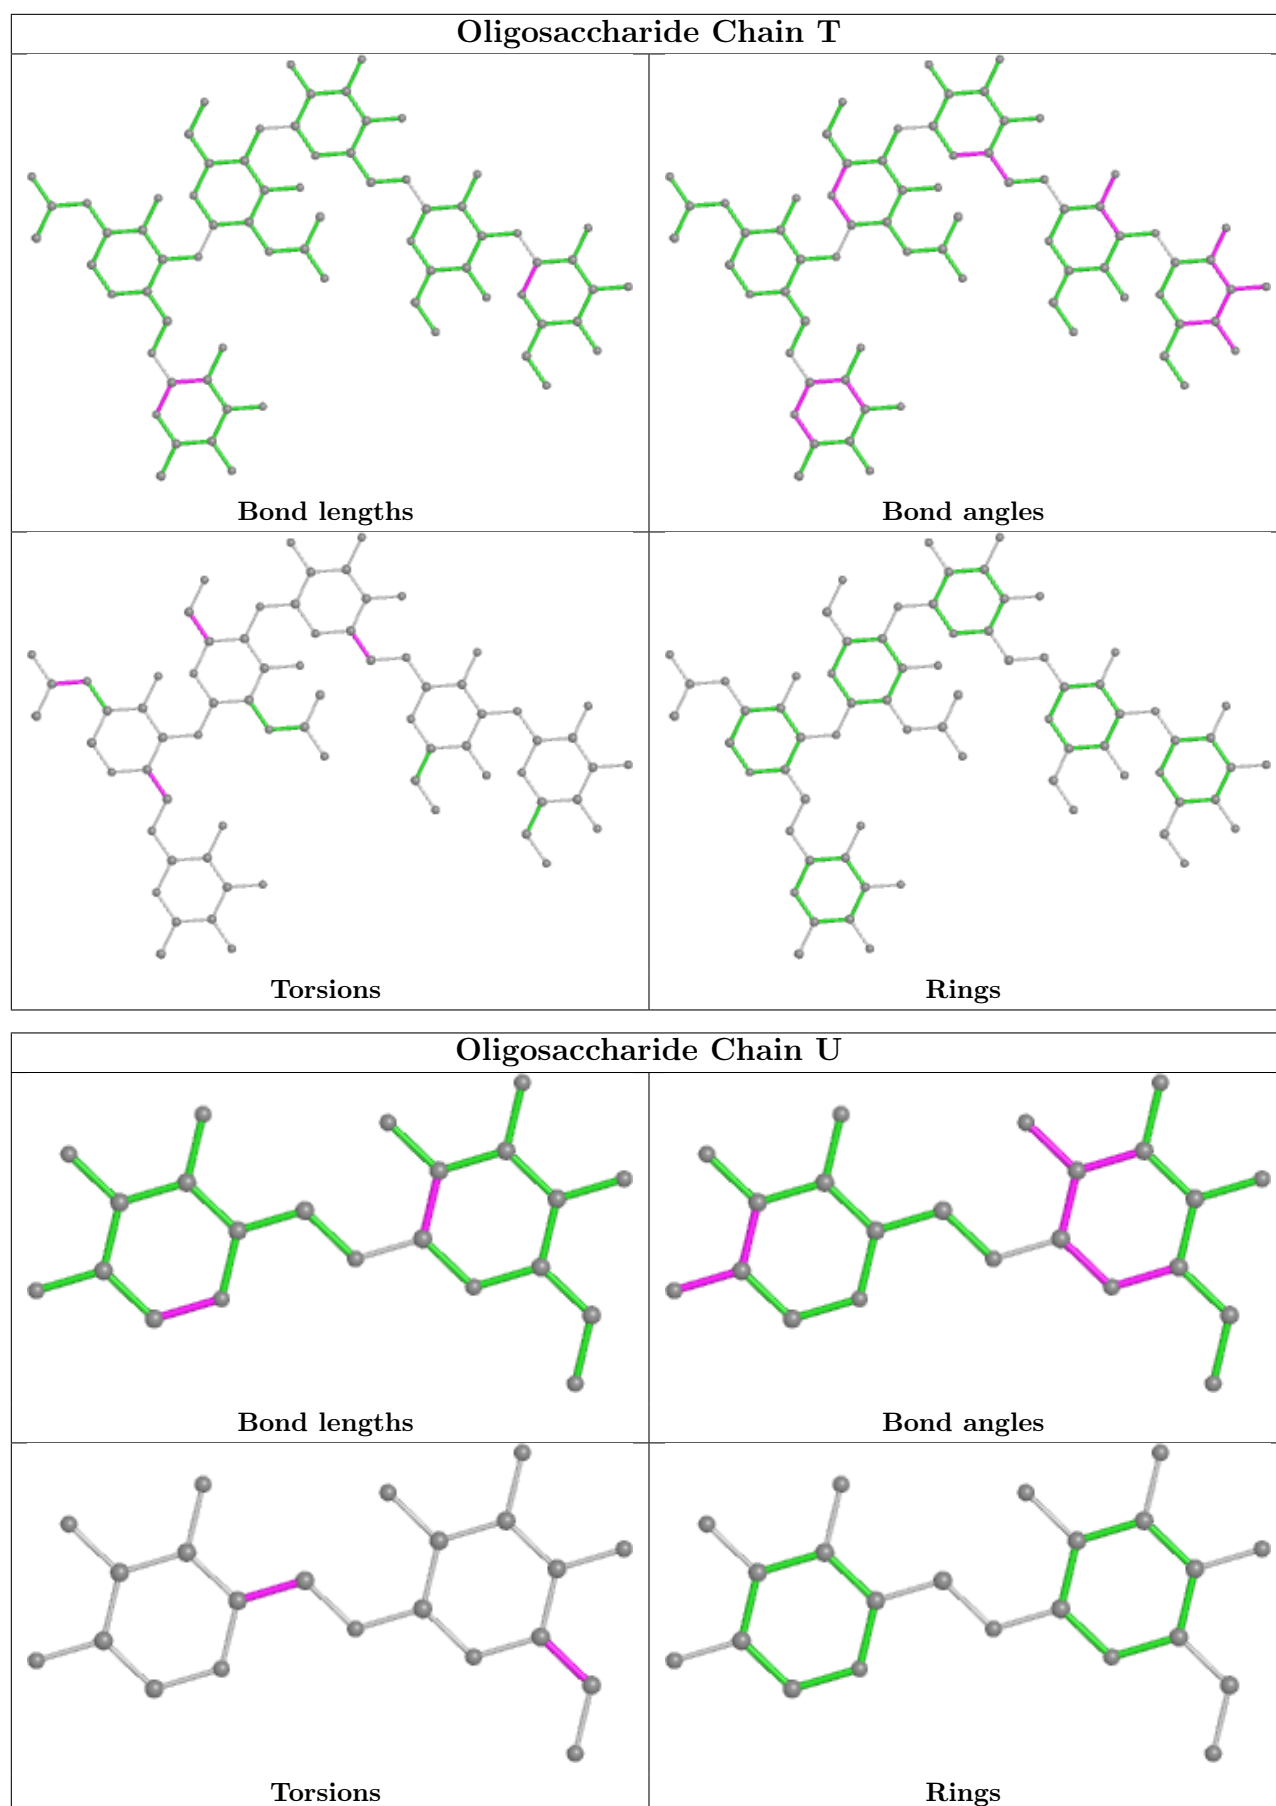 Oligosaccharide Chain T
Bond lengths
Bond angles
Torsions
Rings
Oligosaccharide Chain U
Bond lengths
Bond angles
Torsions
Rings